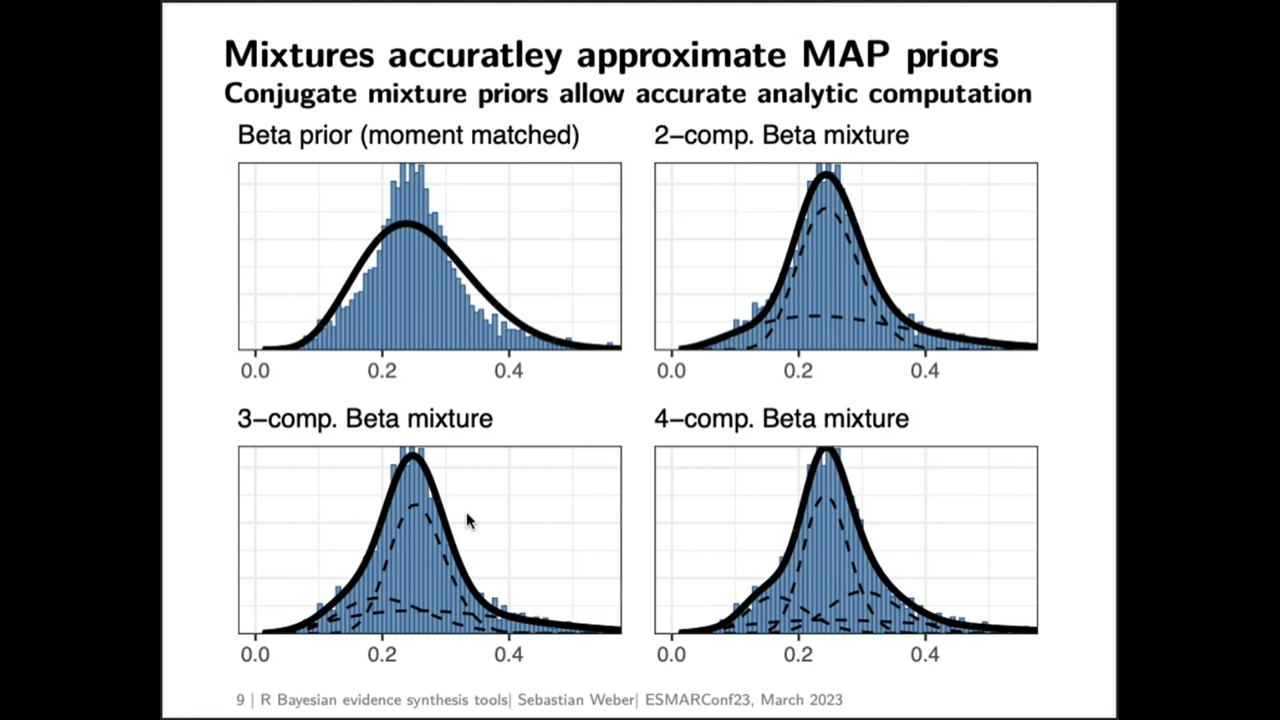 Mixtures accuratley approximate MAP priors
Conjugate mixture priors allow accurate analytic computation
Beta prior (moment matched)
2−comp. Beta mixture
0.0 0.2 0.4
0.0 0.2 0.4
3−comp. Beta mixture
4−comp. Beta mixture
0.0 0.2 0.4
0.0 0.2 0.4
9 | R Bayesian evidence synthesis tools| Sebastian Weber| ESMARConf23, March 2023